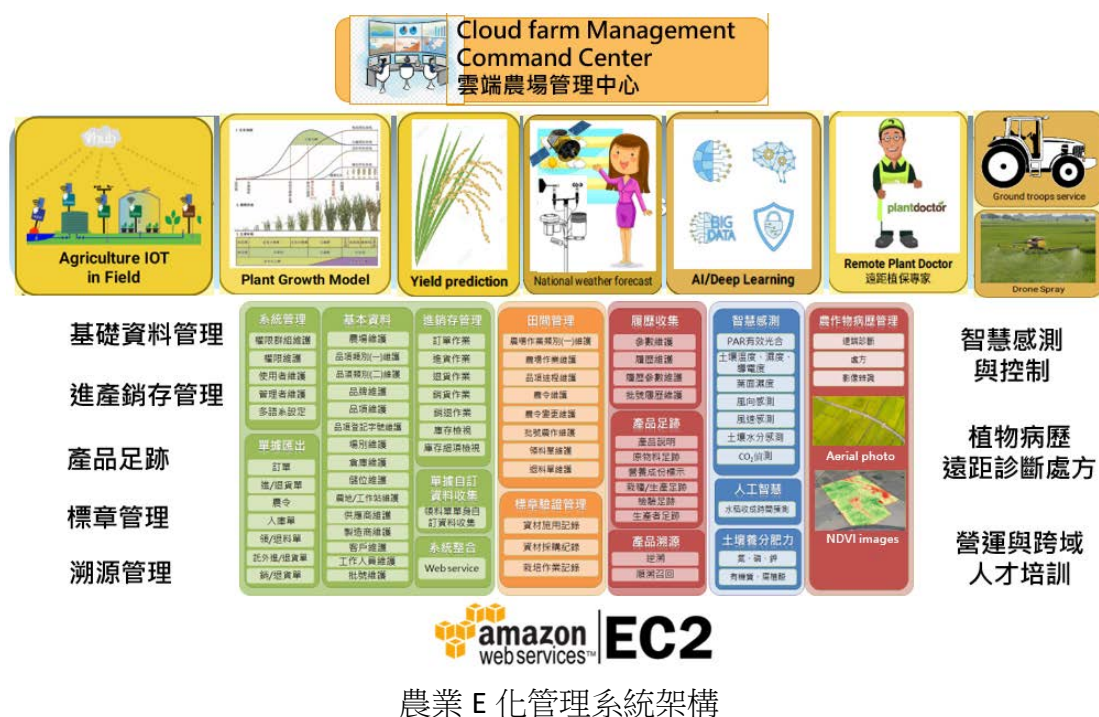 Cloud farm Management
Command Center
雲端農場管理中心
Agriculture IOT
in Field
Plant Growth Model
Yield prediction
National weather forecast
AI/Deep Learning
BIG
DATA
plantdoctor
Remote Plant Doctor
遠距植保專家
Ground troops service
Drone Spray
基礎資料管理
進產銷存管理
產品足跡
標章管理
溯源管理
系統管理
權限群組維護
權限維護
使用者維護
管理者維護
多語系設定
單據匯出
訂單
進/退貨單
農令
入庫單
領/退料單
託外進/退貨單
銷/退貨單
基本資料
農場維護
品項類別(一)維護
品項類別(二)維護
品牌維護
品項維護
品項登記字號維護
場別維護
倉庫維護
儲位維護
農地/工作站維護
供應商維護
製造商維護
客戶維護
工作人員維護
批號維護
進銷存管理
訂單作業
進貨作業
退貨作業
銷貨作業
銷退作業
庫存檢視
庫存細項檢視
單據自訂
資料收集
領料單單身自
訂資料收集
系統整合
Web service
田間管理
農場作業類別(一)維護
農場作業維護
品項途程維護
農令維護
農令變更維護
批號農作維護
領料單維護
退料單維護
標章驗證管理
資材施用記錄
資材採購紀錄
栽培作業記錄
履歷收集
參數維護
履歷維護
履歷參數維護
批號履歷維護
產品足跡
產品說明
原物料足跡
營養成份標示
栽種/生產足跡
檢驗足跡
生產者足跡
產品溯源
逆溯
順溯召回
智慧感測
PAR有效光合
土壤溫度、濕度、
導電度
葉面濕度
風向感測
風速感測
土壤水分感測
CO₂偵測
人工智慧
水稻收成時間預測
土壤養分肥力
氮、磷、鉀
有機質、腐植酸
農作物病歷管理
遠端診斷
處方
影像辨識
Aerial photo
NDVI images
智慧感測
與控制
植物病歷
遠距診斷處方
營運與跨域
人才培訓
amazon
web services™
EC2
農業 E 化管理系統架構